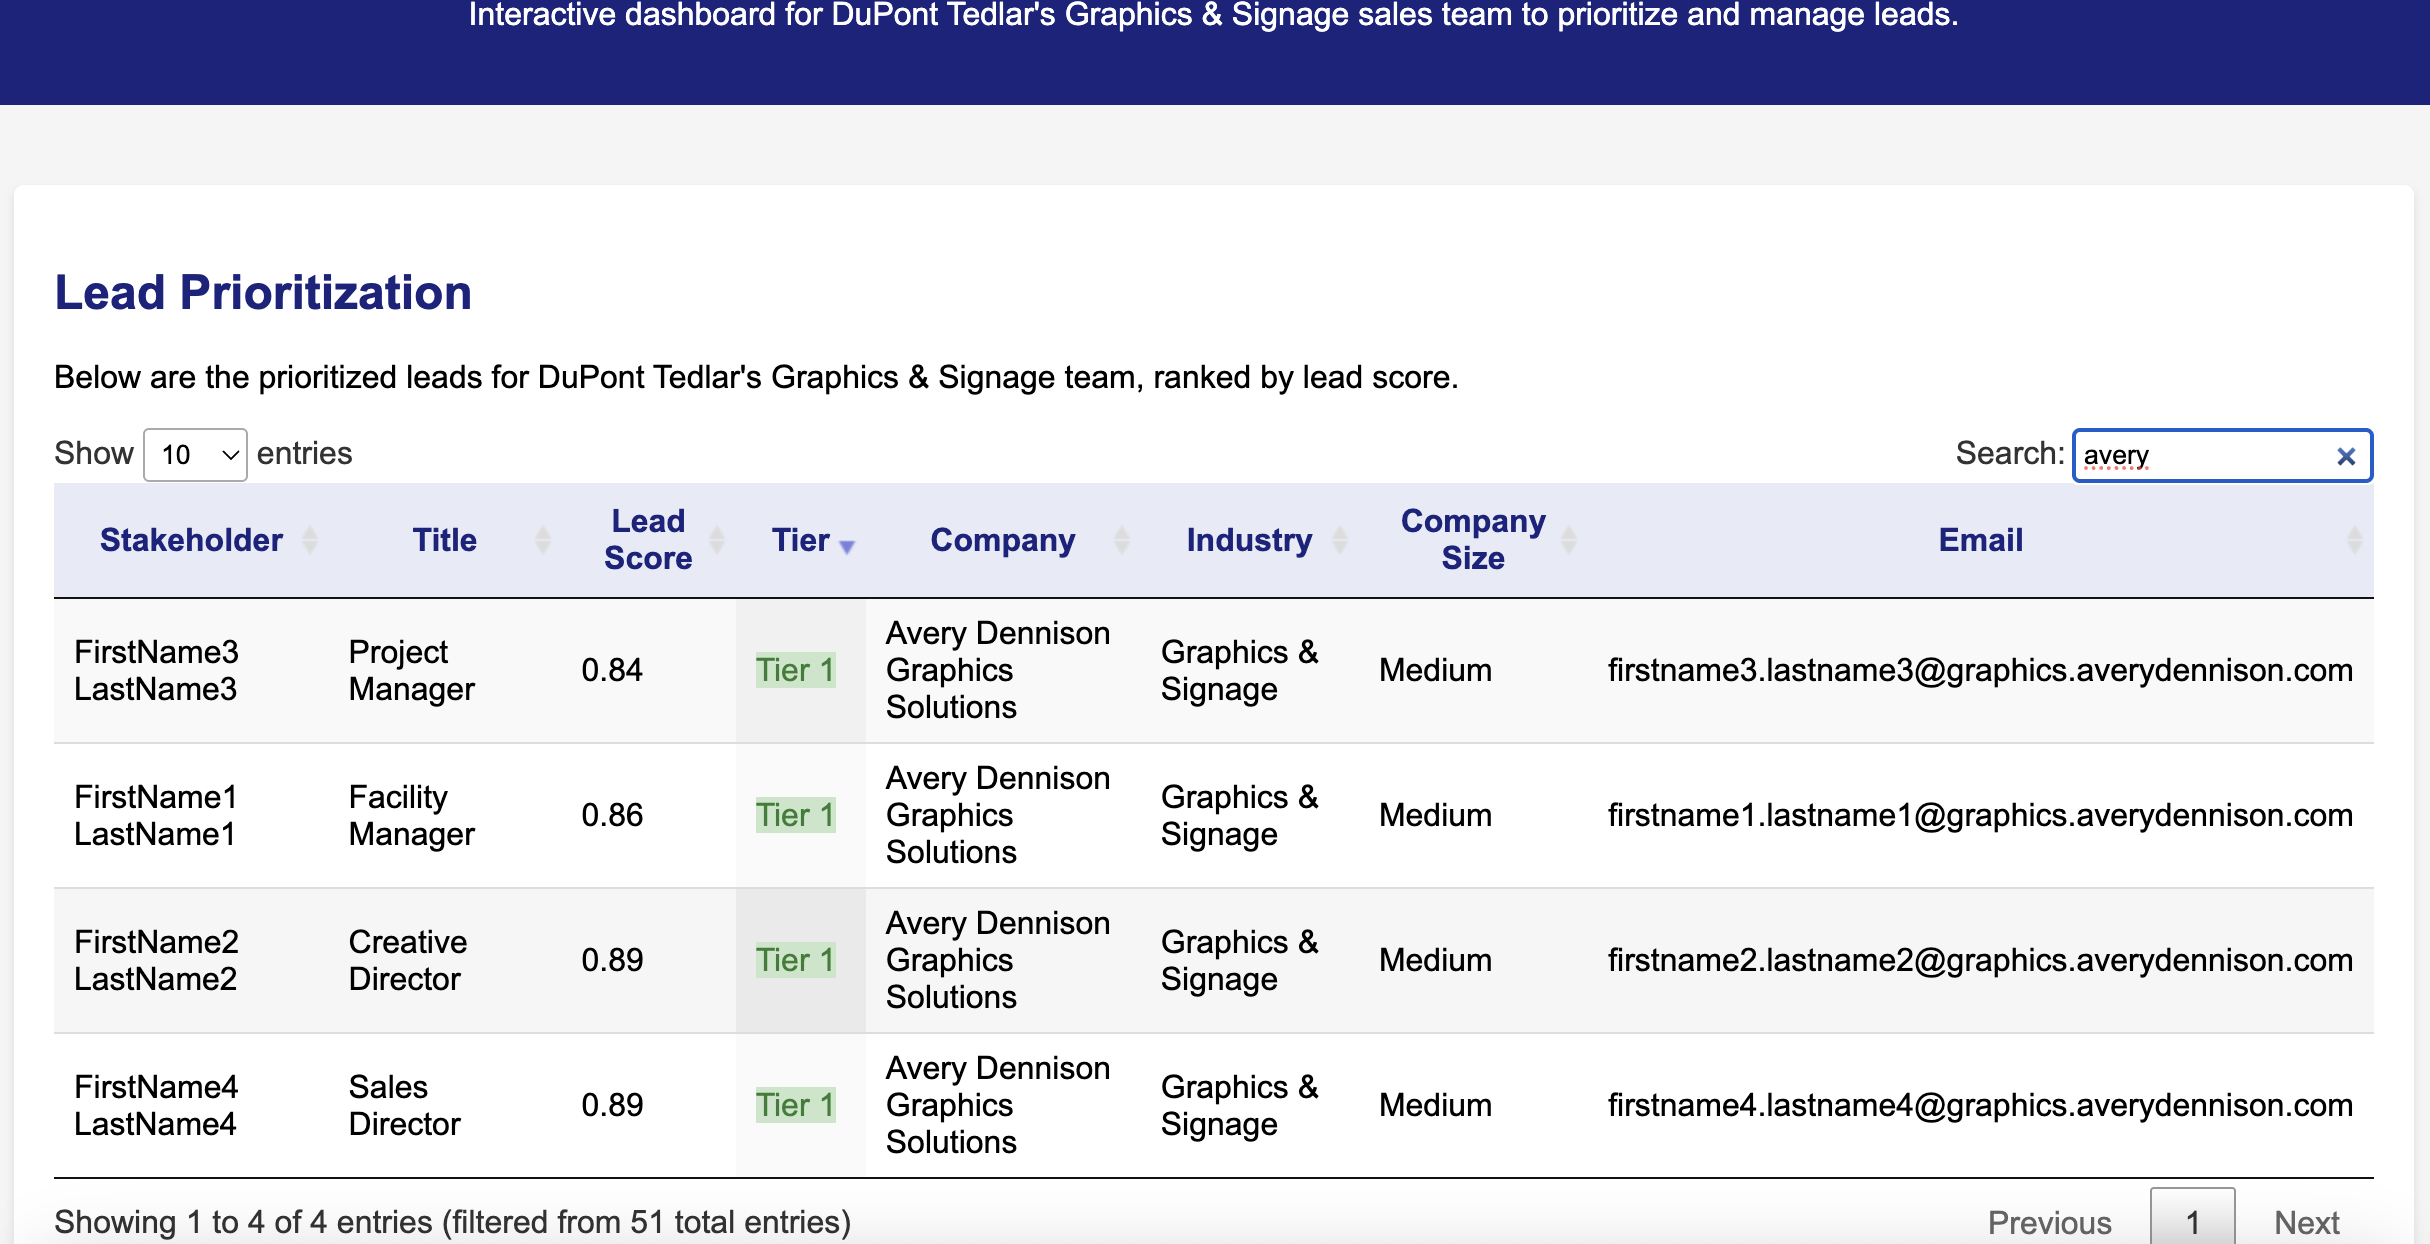 Interactive dashboard for DuPont Tedlar's Graphics & Signage sales team to prioritize and manage leads.
Lead Prioritization
Below are the prioritized leads for DuPont Tedlar's Graphics & Signage team, ranked by lead score.
Show 10 entries
Search: avery
Stakeholder Title Lead Score Tier Company Industry Company Size Email
FirstName3 LastName3 Project Manager 0.84 Tier 1 Avery Dennison Graphics Solutions Graphics & Signage Medium firstname3.lastname3@graphics.averydennison.com
FirstName1 LastName1 Facility Manager 0.86 Tier 1 Avery Dennison Graphics Solutions Graphics & Signage Medium firstname1.lastname1@graphics.averydennison.com
FirstName2 LastName2 Creative Director 0.89 Tier 1 Avery Dennison Graphics Solutions Graphics & Signage Medium firstname2.lastname2@graphics.averydennison.com
FirstName4 LastName4 Sales Director 0.89 Tier 1 Avery Dennison Graphics Solutions Graphics & Signage Medium firstname4.lastname4@graphics.averydennison.com
Showing 1 to 4 of 4 entries (filtered from 51 total entries)
Previous 1 Next